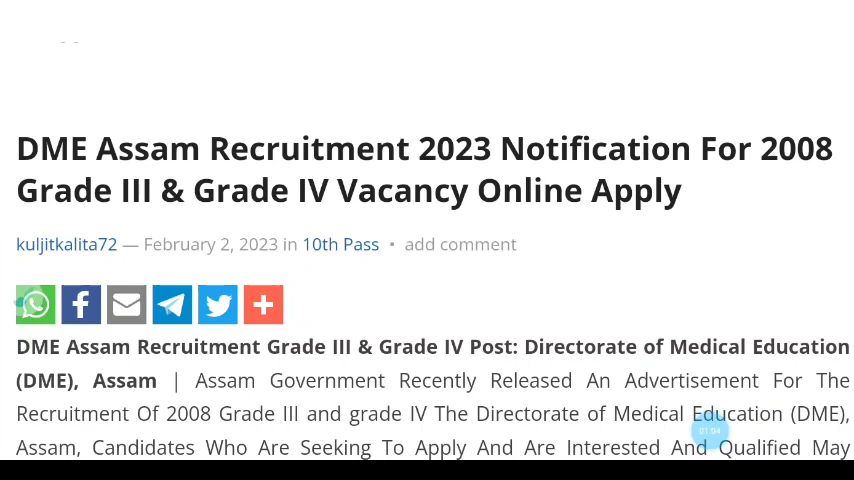 DME Assam Recruitment 2023 Notification For 2008
Grade III & Grade IV Vacancy Online Apply
kuljitkalita72 — February 2, 2023 in 10th Pass • add comment
DME Assam Recruitment Grade III & Grade IV Post: Directorate of Medical Education
(DME), Assam | Assam Government Recently Released An Advertisement For The
Recruitment Of 2008 Grade III and grade IV The Directorate of Medical Education (DME),
Assam, Candidates Who Are Seeking To Apply And Are Interested And Qualified May
01:04